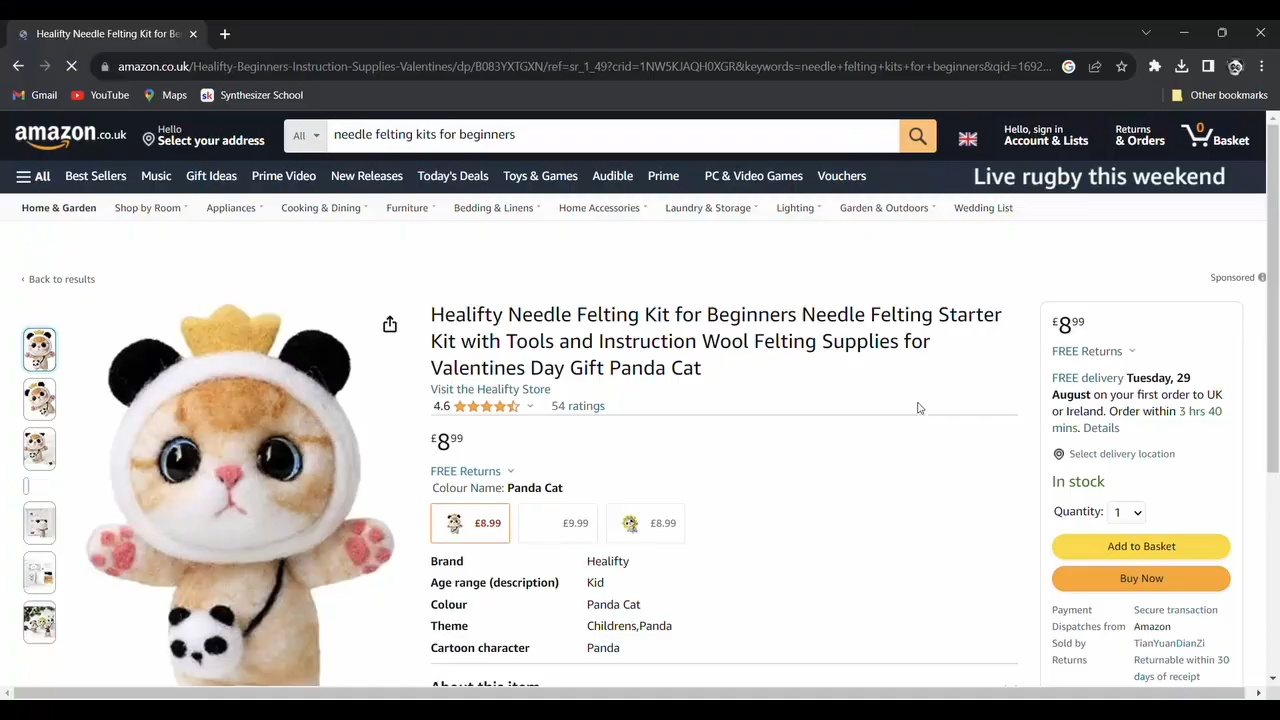 Healifty Needle Felting Kit for Be
amazon.co.uk/Healifty-Beginners-Instruction-Supplies-Valentines/dp/B083YXTGXN/ref=sr_1_49?crid=1NW5KJAQH0XGR&keywords=needle+felting+kits+for+beginners&qid=1692...
Gmail YouTube Maps sk Synthesizer School Other bookmarks
amazon.co.uk Hello Select your address All needle felting kits for beginners Hello, sign in Account & Lists Returns & Orders 0 Basket
All Best Sellers Music Gift Ideas Prime Video New Releases Today's Deals Toys & Games Audible Prime PC & Video Games Vouchers Live rugby this weekend
Home & Garden Shop by Room Appliances Cooking & Dining Furniture Bedding & Linens Home Accessories Laundry & Storage Lighting Garden & Outdoors Wedding List
‹ Back to results
Sponsored
Healifty Needle Felting Kit for Beginners Needle Felting Starter
Kit with Tools and Instruction Wool Felting Supplies for
Valentines Day Gift Panda Cat
Visit the Healifty Store
4.6 54 ratings
£8.99
FREE Returns
Colour Name: Panda Cat
£8.99 £9.99 £8.99
Brand Healifty
Age range (description) Kid
Colour Panda Cat
Theme Childrens,Panda
Cartoon character Panda
About this item
£8.99
FREE Returns
FREE delivery Tuesday, 29
August on your first order to UK
or Ireland. Order within 3 hrs 40
mins. Details
Select delivery location
In stock
Quantity: 1
Add to Basket
Buy Now
Payment Secure transaction
Dispatches from Amazon
Sold by TianYuanDianZi
Returns Returnable within 30
days of receipt